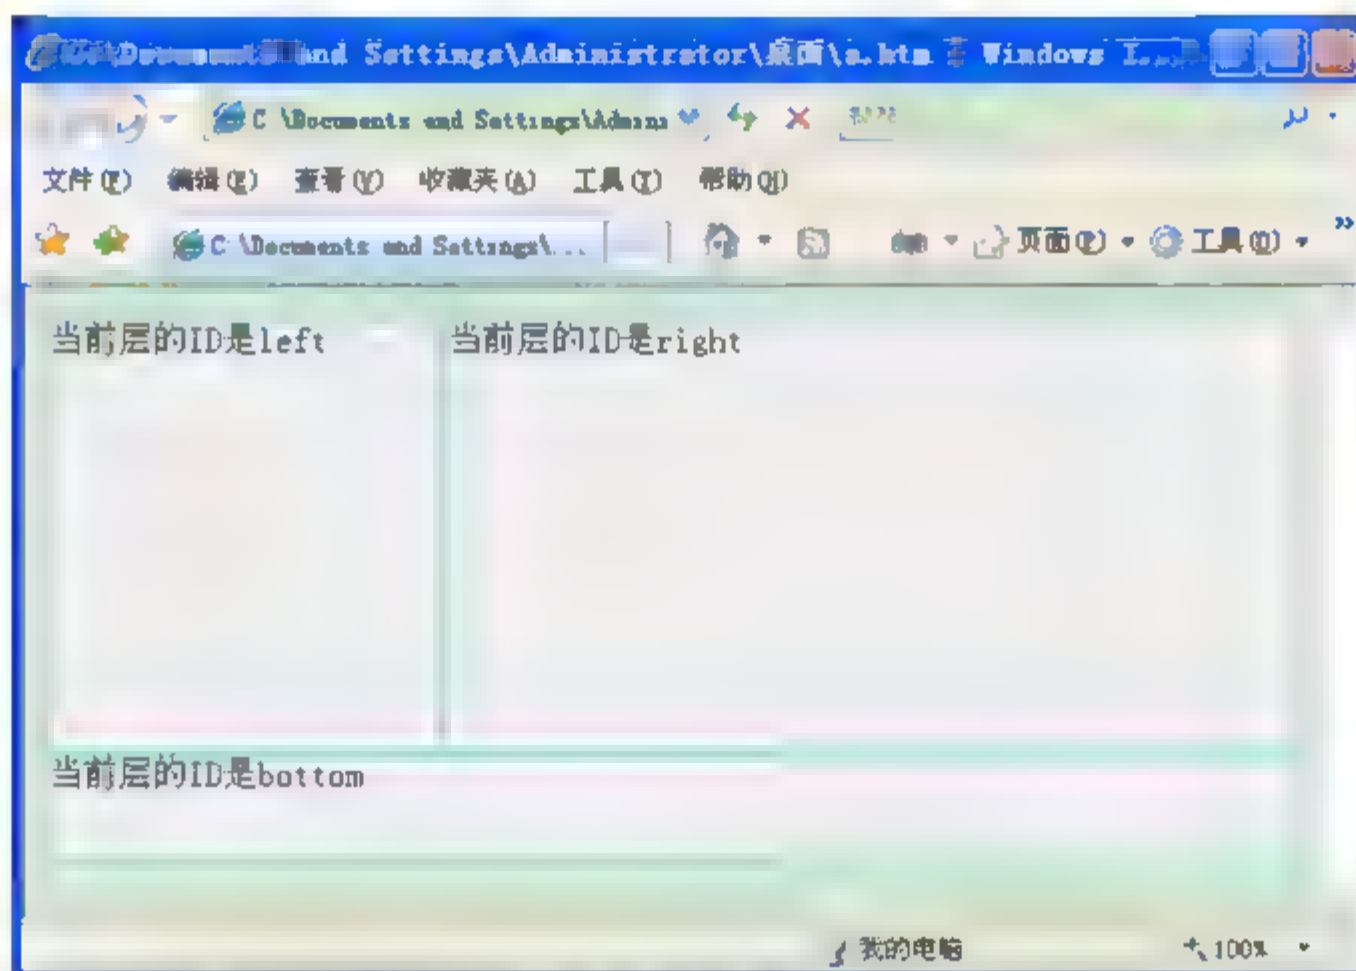 and Settings\Administrator\桌面\a.htm - Windows I...
C \Documents and Settings\Admini
文件(F) 编辑(E) 查看(V) 收藏夹(A) 工具(T) 帮助(H)
C \Documents and Settings\... 页面(P) 工具(O) »
当前层的ID是left 当前层的ID是right
当前层的ID是bottom
我的电脑 100%